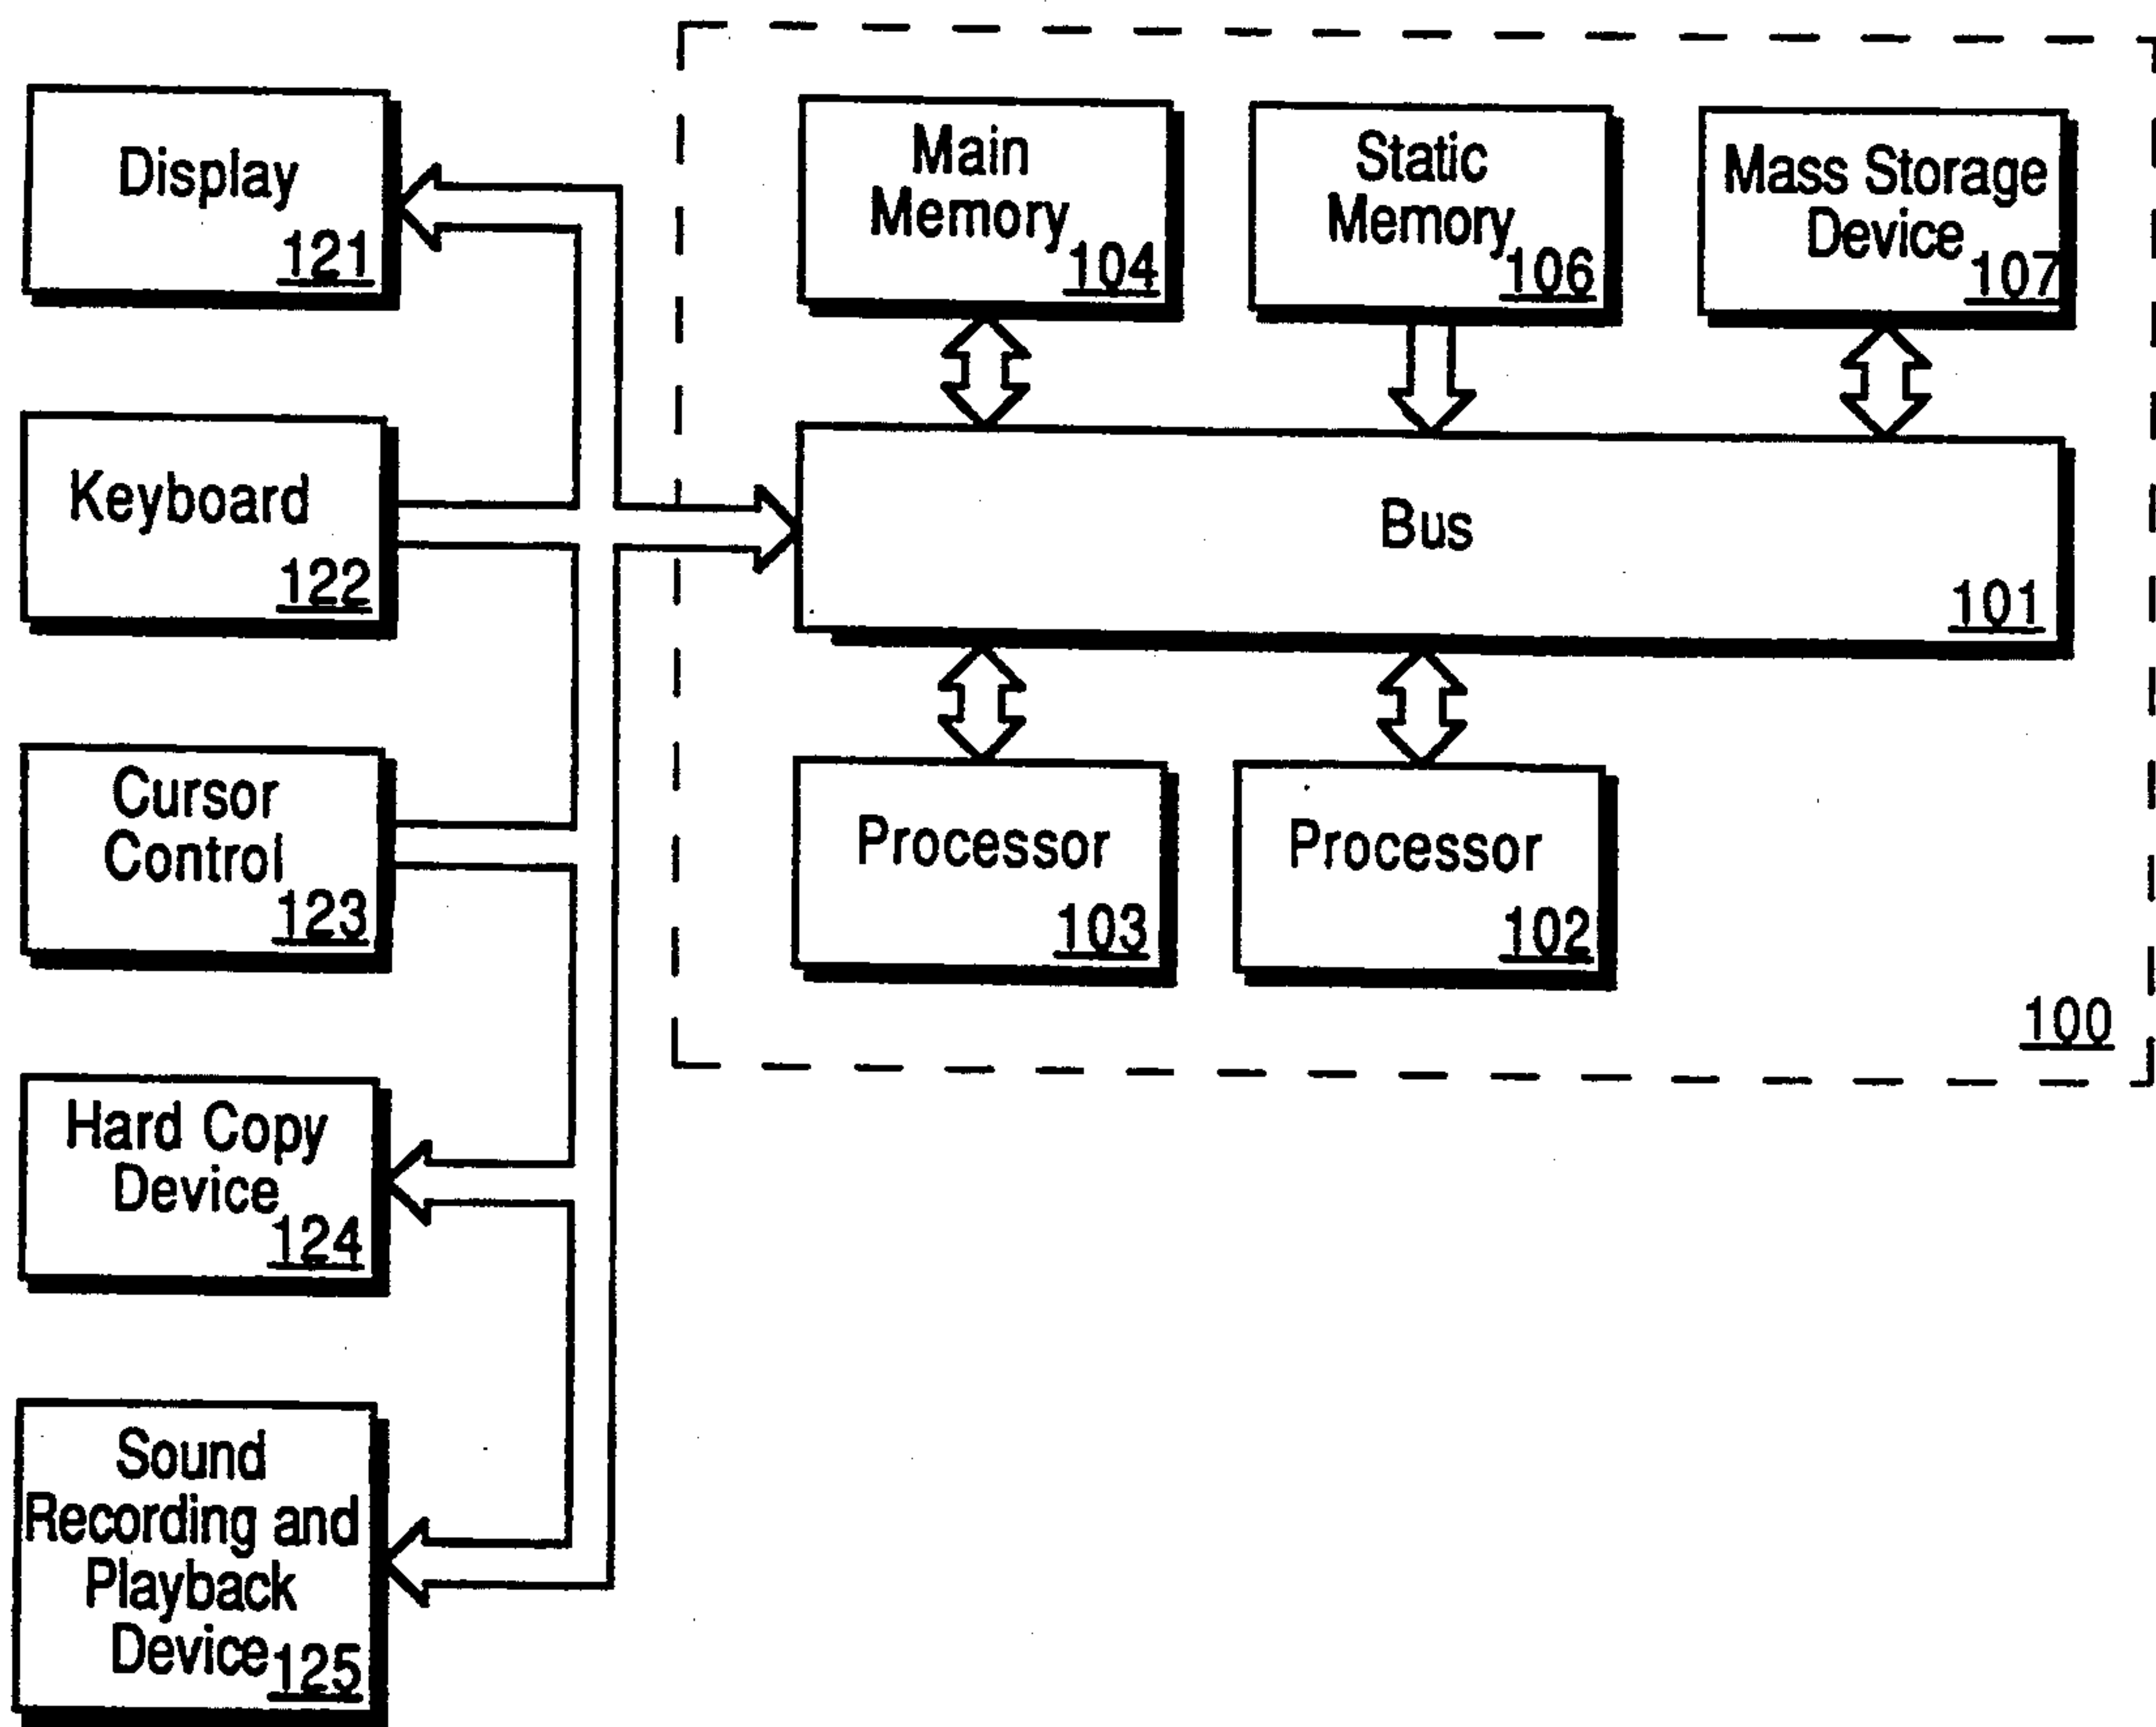 Display
121
Keyboard
122
Cursor
Control
123
Hard Copy
Device
124
Sound
Recording and
Playback
Device
125
Main
Memory
104
Static
Memory
106
Mass Storage
Device
107
Bus
101
Processor
103
Processor
102
100